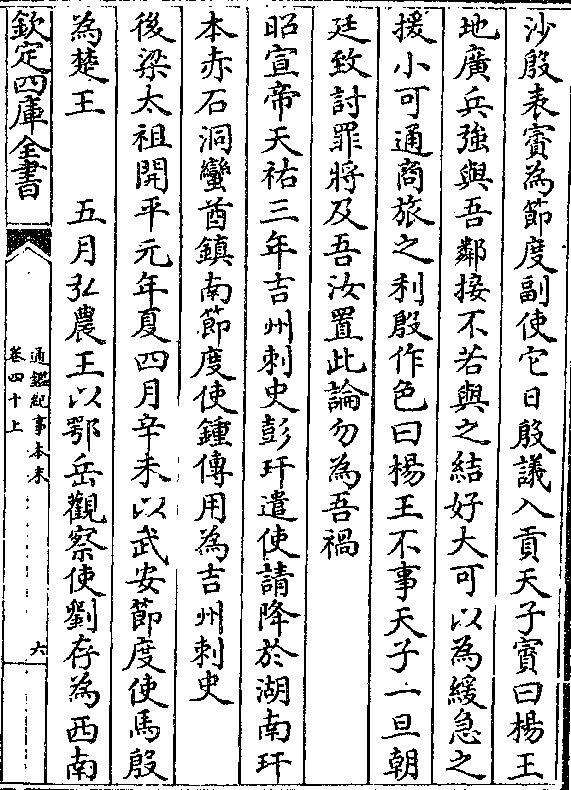 沙殷表賓為節度副使它日殷議入貢天子賓曰楊王
地廣兵強與吾鄰接不若與之結好大可以為緩急之
援小可通商旅之利殷作色曰楊王不事天子一旦朝
廷致討罪將及吾汝置此論勿為吾禍
昭宣帝天祐三年吉州刺史彭玕遣使請降於湖南玕
本赤石洞蠻酋鎮南節度使鍾傳用為吉州刺史
後梁太祖開平元年夏四月辛未以武安節度使馬殷
為楚王　　五月弘農王以鄂岳觀察使劉存為西南
欽定四庫全書
通鑑紀事本末
卷四十上
六